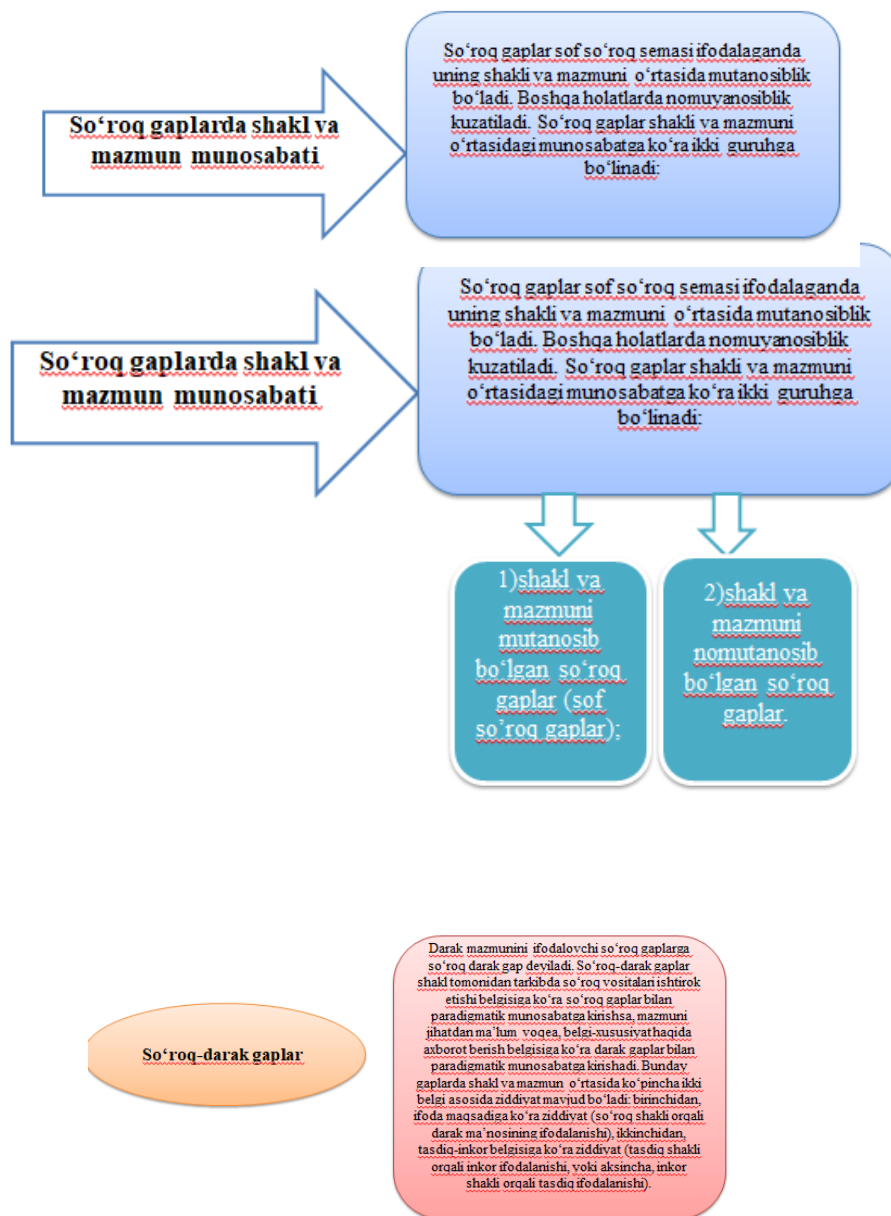 So‘roq gaplarda shakl va
mazmun munosabati
So‘roq gaplar sof so‘roq semasi ifodalaganda
uning shakli va mazmuni o‘rtasida mutanosiblik
bo‘ladi. Boshqa holatlarda nomuyanosiblik
kuzatiladi. So‘roq gaplar shakli va mazmuni
o‘rtasidagi munosabatga ko‘ra ikki guruhga
bo‘linadi:
So‘roq gaplarda shakl va
mazmun munosabati
So‘roq gaplar sof so‘roq semasi ifodalaganda
uning shakli va mazmuni o‘rtasida mutanosiblik
bo‘ladi. Boshqa holatlarda nomuyanosiblik
kuzatiladi. So‘roq gaplar shakli va mazmuni
o‘rtasidagi munosabatga ko‘ra ikki guruhga
bo‘linadi:
1)shakl va
mazmuni
mutanosib
bo‘lgan so‘roq
gaplar (sof
so’roq gaplar);
2)shakl va
mazmuni
nomutanosib
bo‘lgan so‘roq
gaplar.
So‘roq-darak gaplar
Darak mazmunini ifodalovchi so‘roq gaplarga
so‘roq darak gap deyiladi. So‘roq-darak gaplar
shakl tomonidan tarkibda so‘roq vositalari ishtirok
etishi belgisiga ko‘ra so‘roq gaplar bilan
paradigmatik munosabatga kirishsa, mazmuni
jihatdan ma’lum voqea, belgi-xususiyat haqida
axborot berish belgisiga ko‘ra darak gaplar bilan
paradigmatik munosabatga kirishadi. Bunday
gaplarda shakl va mazmun o‘rtasida ko‘pincha ikki
belgi asosida ziddiyat mavjud bo‘ladi: birinchidan,
ifoda maqsadiga ko‘ra ziddiyat (so‘roq shakli orqali
darak ma’nosining ifodalanishi), ikkinchidan,
tasdiq-inkor belgisiga ko‘ra ziddiyat (tasdiq shakli
orqali inkor ifodalanishi, yoki aksincha, inkor
shakli orqali tasdiq ifodalanishi).